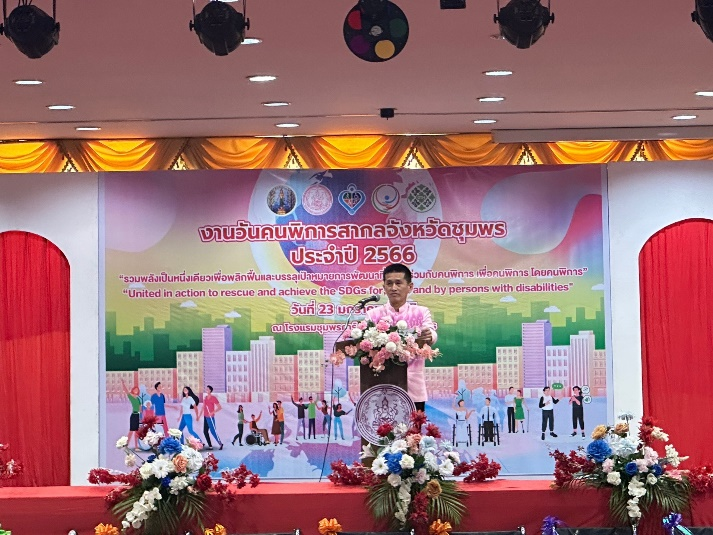 งานวันคนพิการสากลจังหวัดชุมพร
ประจำปี 2566
“รวมพลังเป็นหนึ่งเดียวเพื่อพลิกฟื้นและบรรลุเป้าหมายการพัฒนาที่ ร่วมกับคนพิการ เพื่อคนพิการ โดยคนพิการ”
“United in action to rescue and achieve the SDGs for and by persons with disabilities”
วันที่ 23
ณ โรงแรมชุมพร